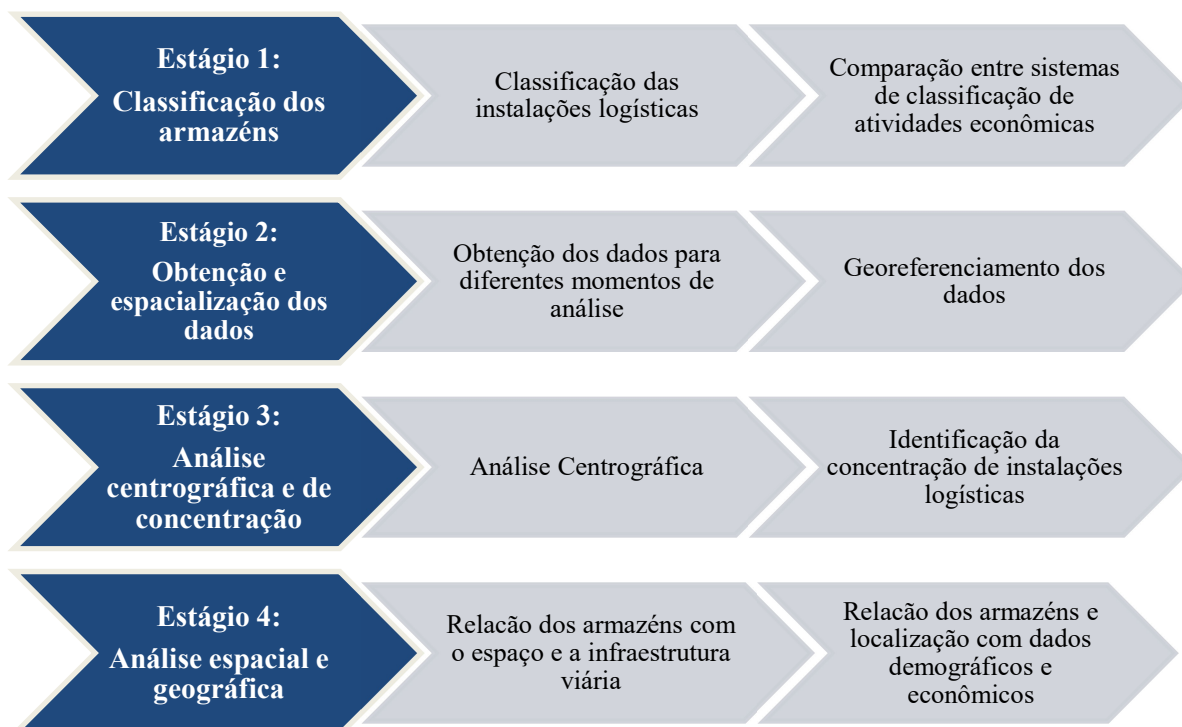 Estágio 1:
Classificação dos
armazéns
Classificação das
instalações logísticas
Comparação entre sistemas
de classificação de
atividades econômicas
Estágio 2:
Obtenção e
espacialização dos
dados
Obtenção dos dados para
diferentes momentos de
análise
Georeferenciamento dos
dados
Estágio 3:
Análise
centrográfica e de
concentração
Análise Centrográfica
Identificação da
concentração de instalações
logísticas
Estágio 4:
Análise espacial e
geográfica
Relacão dos armazéns com
o espaço e a infraestrutura
viária
Relacão dos armazéns e
localização com dados
demográficos e
econômicos